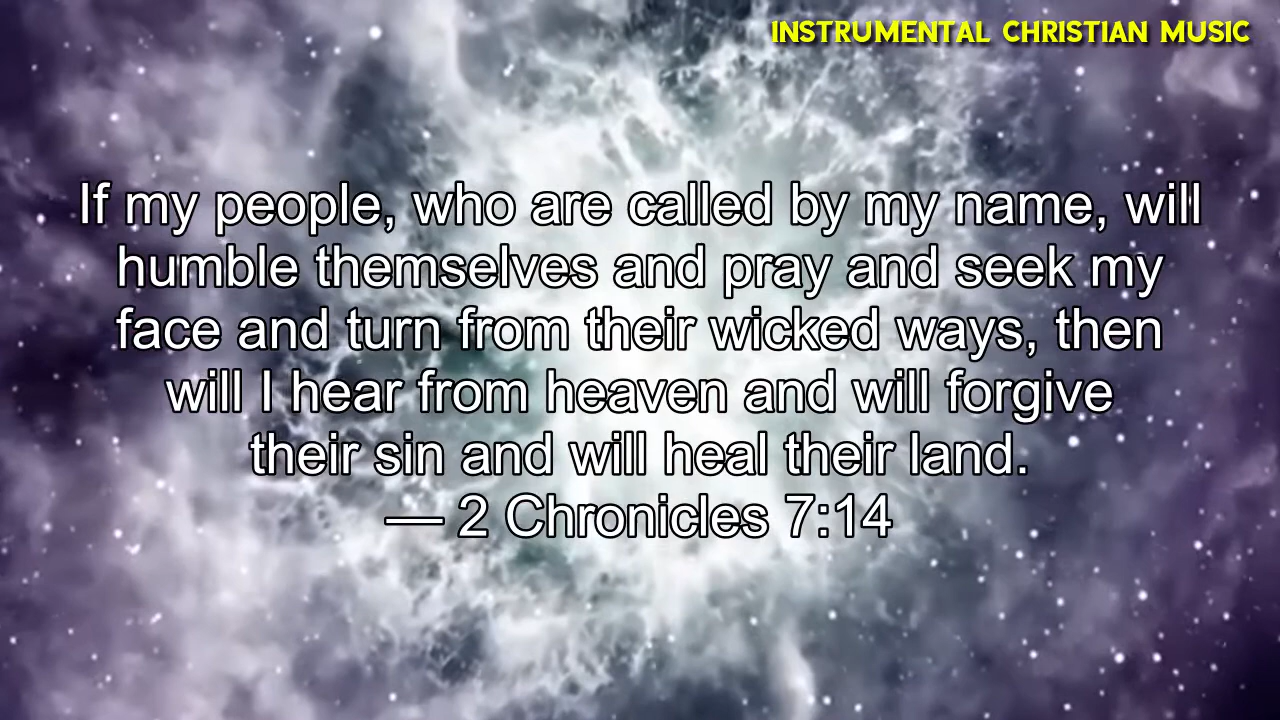 INSTRUMENTAL CHRISTIAN MUSIC
If my people, who are called by my name, will
humble themselves and pray and seek my
face and turn from their wicked ways, then
will I hear from heaven and will forgive
their sin and will heal their land.
— 2 Chronicles 7:14